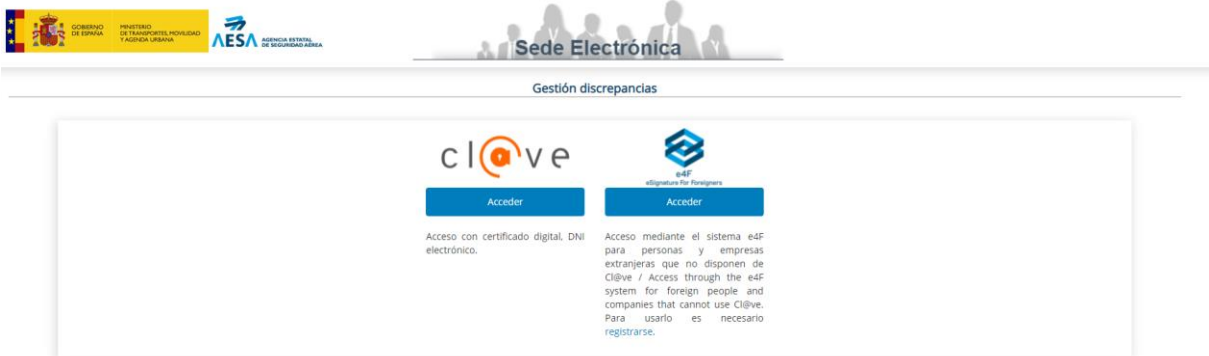 GOBIERNO
DE ESPAÑA
MINISTERIO
DE TRANSPORTES, MOVILIDAD
Y AGENDA URBANA
AESA AGENCIA ESTATAL
DE SEGURIDAD AÉREA
Sede Electrónica
Gestión discrepancias
cl@ve
e4F
eSignature For Foreigners
Acceder
Acceder
Acceso con certificado digital, DNI
electrónico.
Acceso mediante el sistema e4F
para personas y empresas
extranjeras que no disponen de
Cl@ve / Access through the e4F
system for foreign people and
companies that cannot use Cl@ve.
Para usarlo es necesario
registrarse.